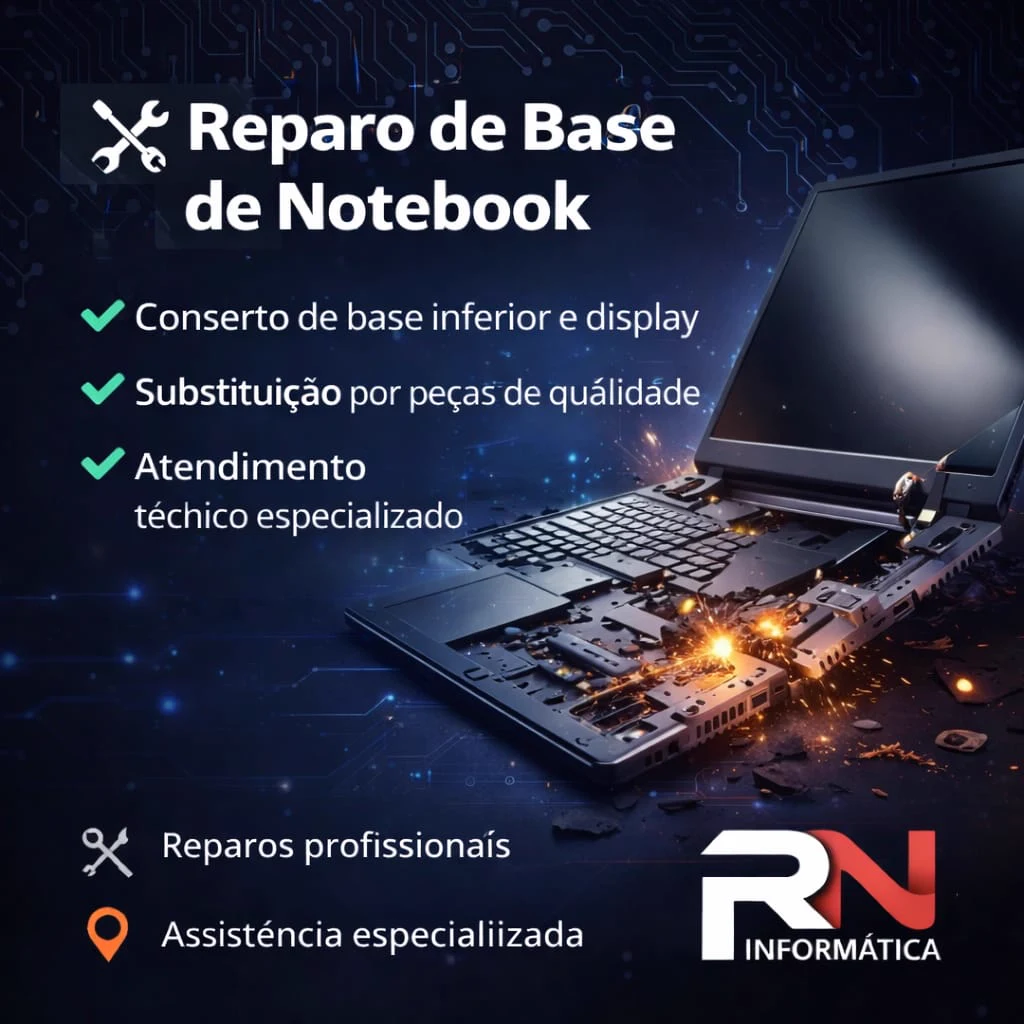 Reparo de Base
de Notebook
Conserto de base inferior e display
Substituição por peças de quálidade
Atendimento
téchico especializado
Reparos profissionaís
Assisténcia especialiizada
RN
INFORMÁTICA